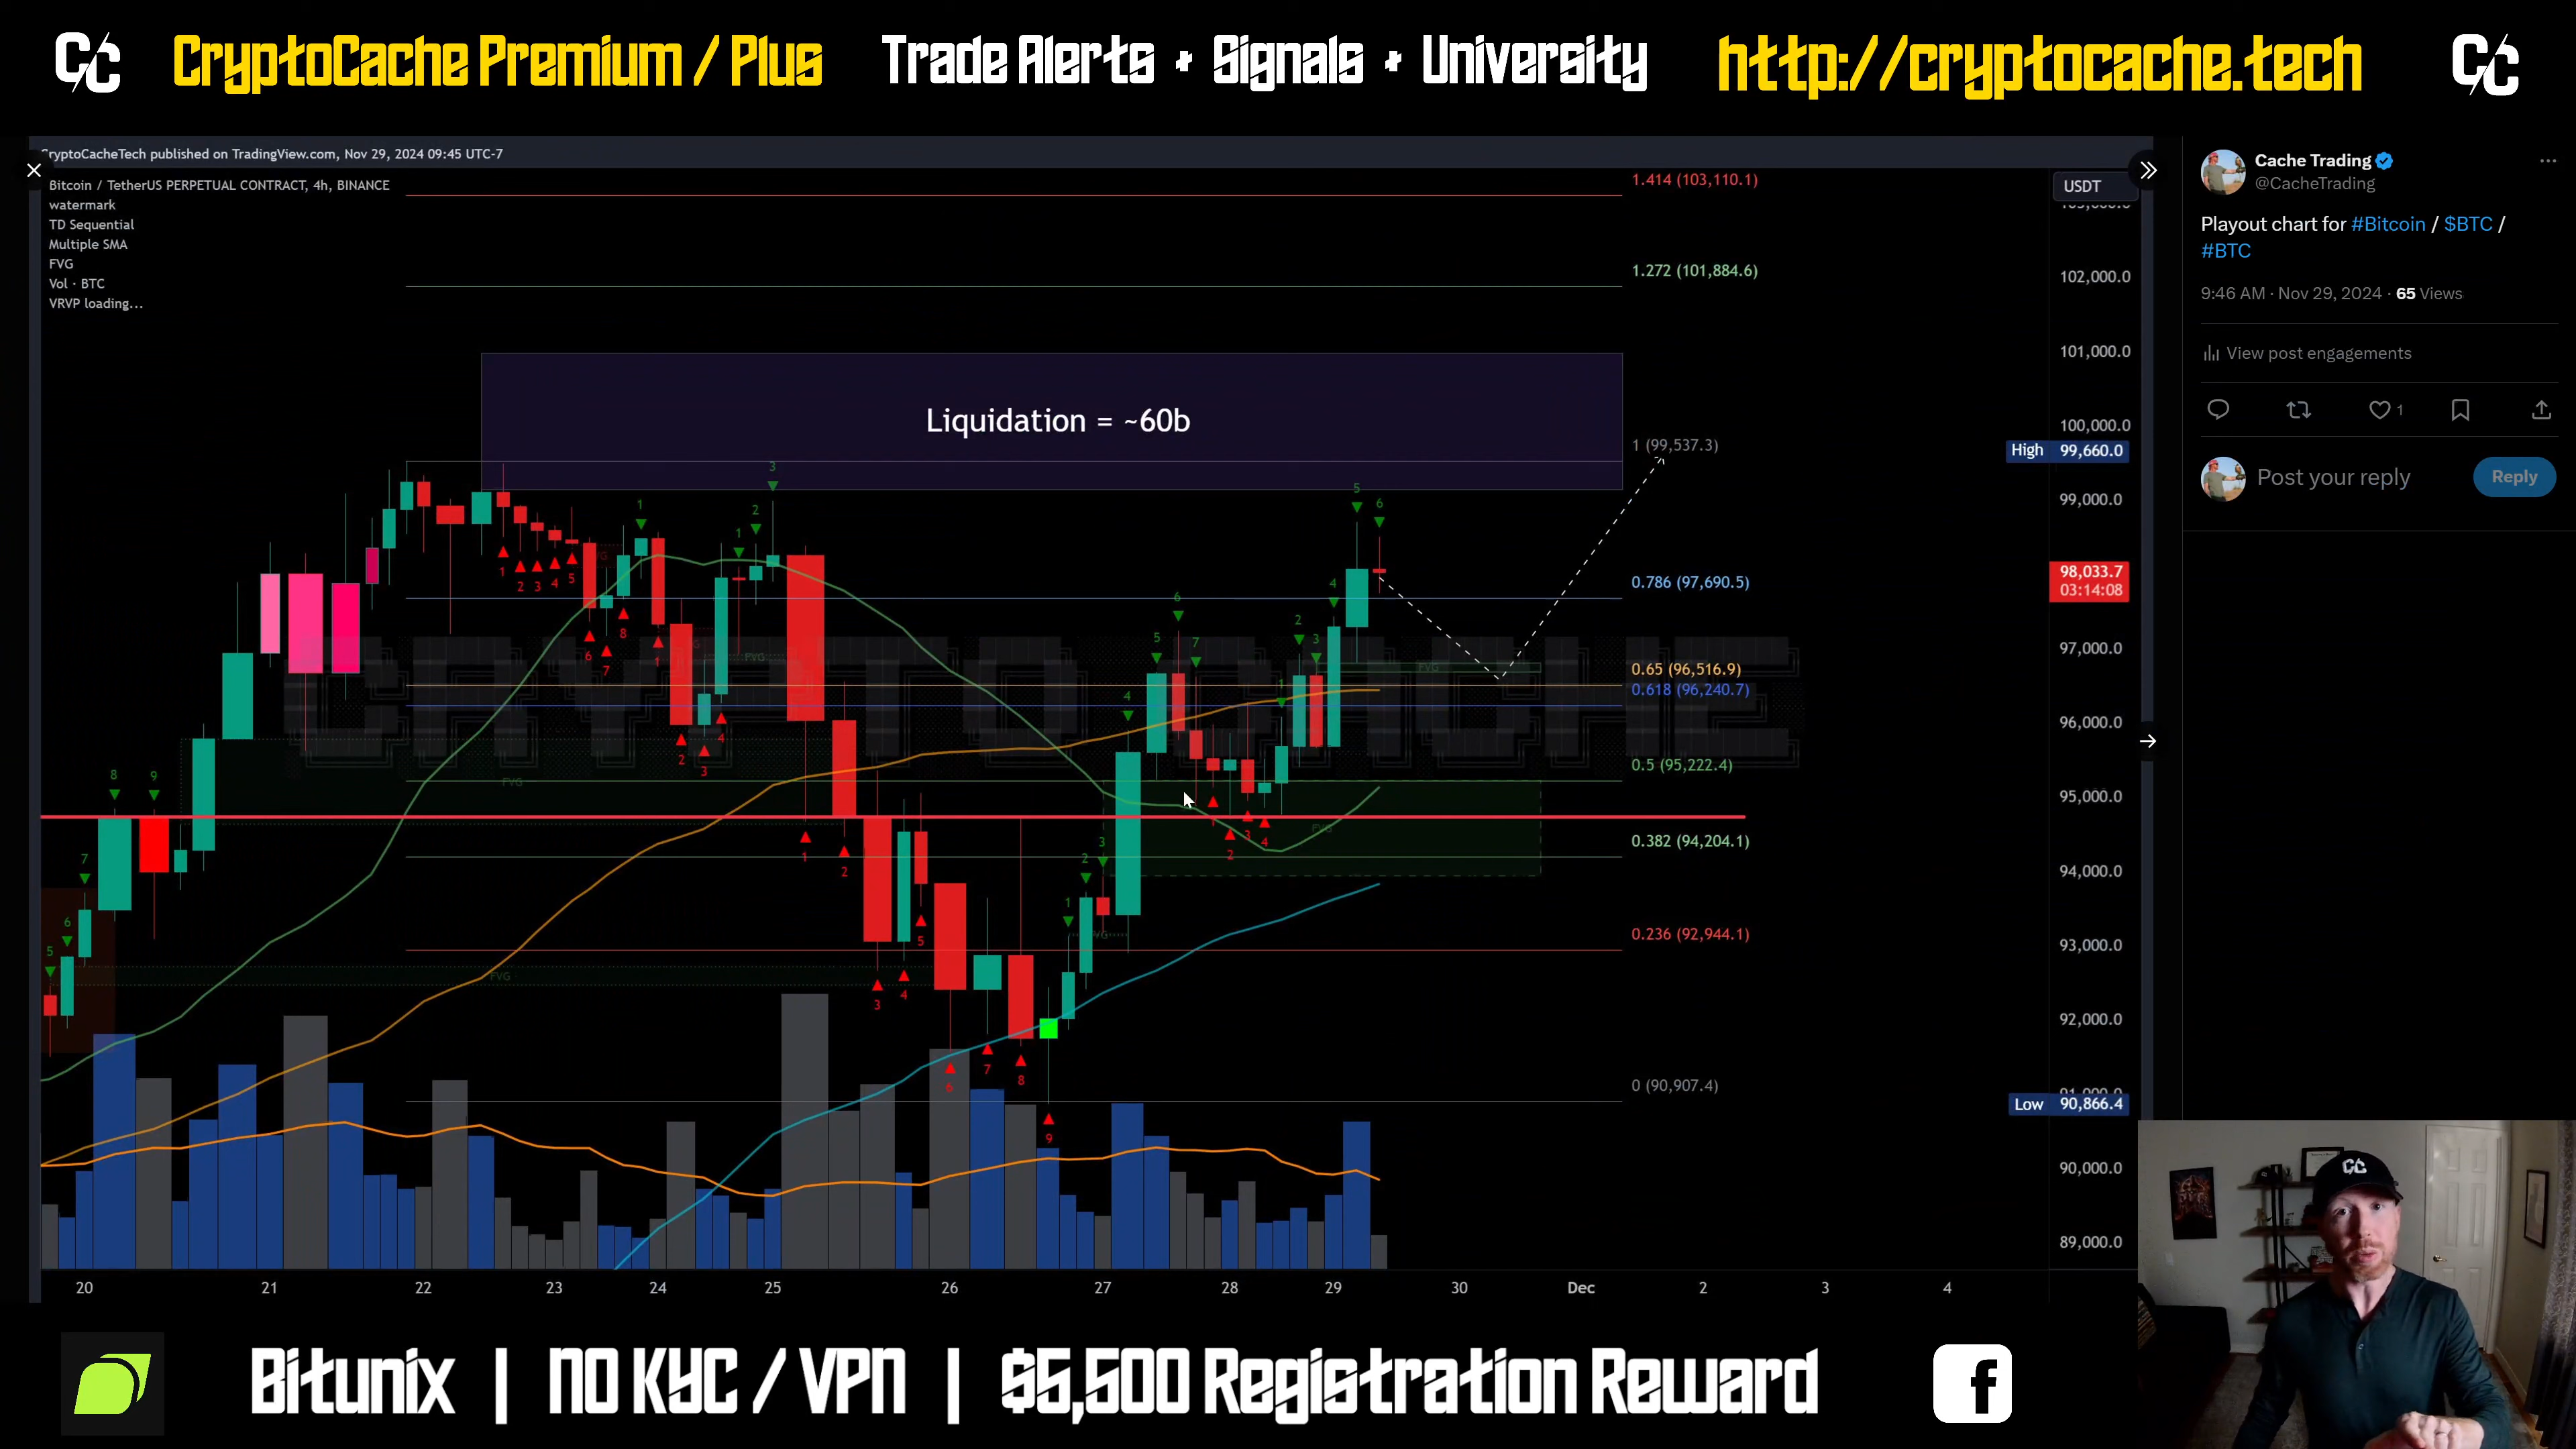 CryptoCache Premium / Plus
Trade Alerts + Signals + University
http://cryptocache.tech
CryptoCacheTech published on TradingView.com, Nov 29, 2024 09:45 UTC-7
Bitcoin / TetherUS PERPETUAL CONTRACT, 4h, BINANCE
watermark
TD Sequential
Multiple SMA
FVG
Vol · BTC
VRVP loading...
1.414 (103,110.1)
1.272 (101,884.6)
Liquidation = ~60b
1 (99,537.3)
0.786 (97,690.5)
0.65 (96,516.9)
0.618 (96,240.7)
0.5 (95,222.4)
0.382 (94,204.1)
0.236 (92,944.1)
0 (90,907.4)
CRYPTO CACHE
USDT
102,000.0
101,000.0
100,000.0
High 99,660.0
99,000.0
98,033.7
03:14:08
97,000.0
96,000.0
95,000.0
94,000.0
93,000.0
92,000.0
Low 90,866.4
90,000.0
89,000.0
20 21 22 23 24 25 26 27 28 29 30 Dec 2 3 4
Cache Trading
@CacheTrading
Playout chart for #Bitcoin / $BTC /
#BTC
9:46 AM · Nov 29, 2024 · 65 Views
View post engagements
1
Post your reply
Reply
Bitunix | NO KYC / VPN | $5,500 Registration Reward